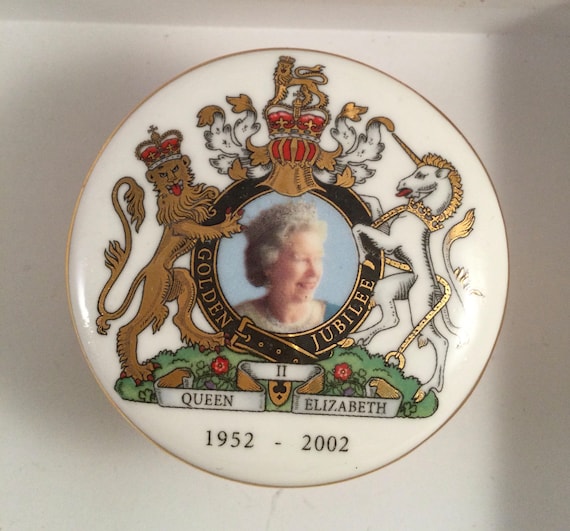 GOLDEN JUBILEE
II
QUEEN ELIZABETH
1952 - 2002